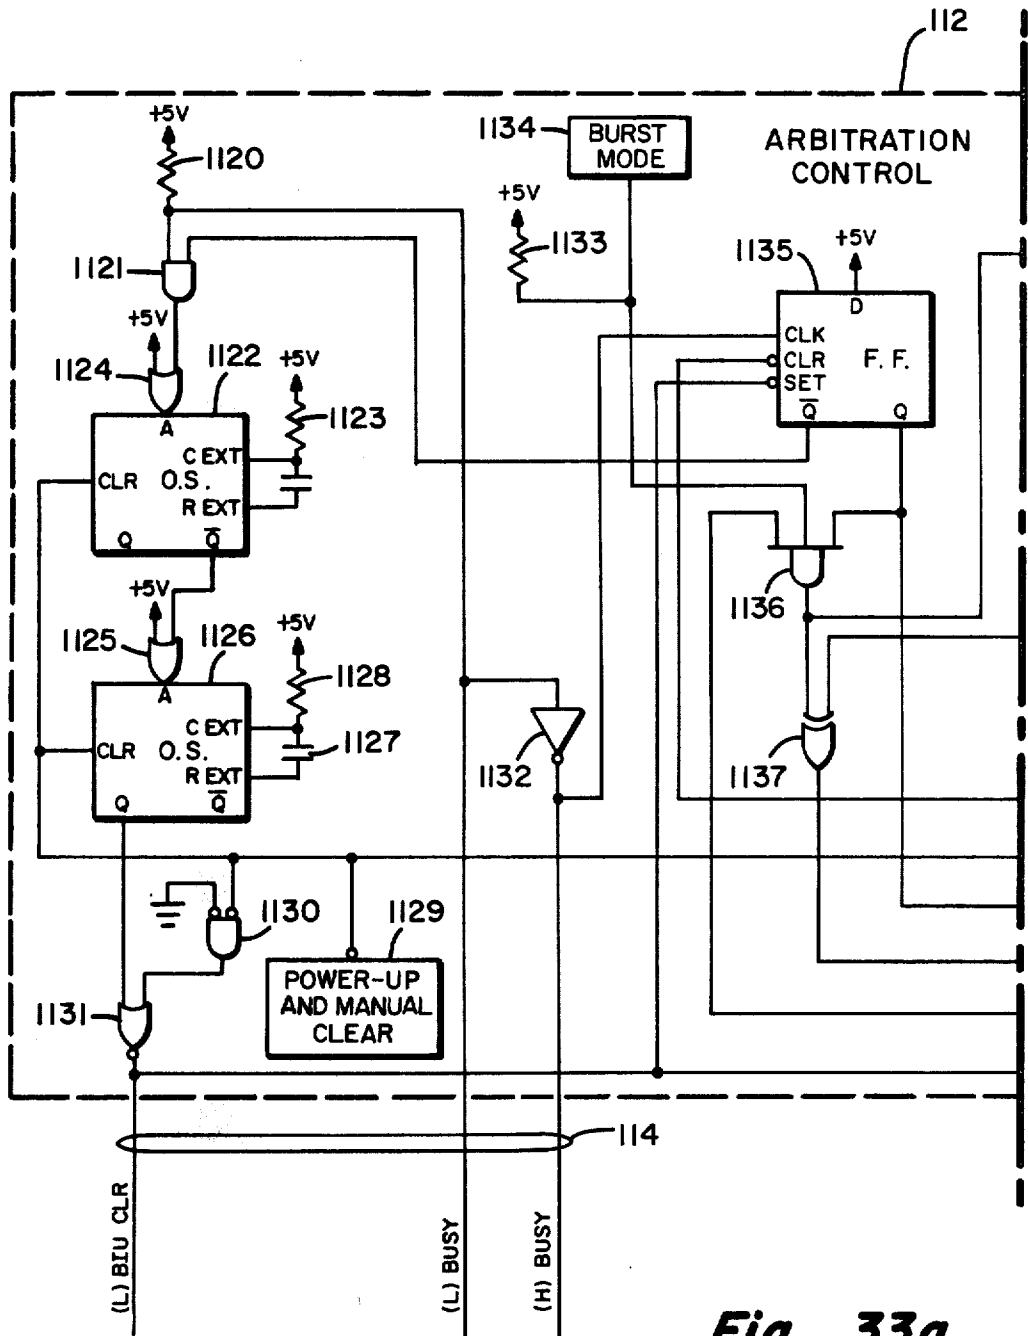 112
+5V
1120
1134
BURST
MODE
ARBITRATION
CONTROL
+5V
1133
1121
1135
+5V
D
CLK
CLR
SET
F. F.
Q̅
Q
+5V
1124
1122
+5V
1123
A
C EXT
CLR
O.S.
R EXT
Q
Q̅
+5V
1125
1126
+5V
1128
1136
A
C EXT
1127
CLR
O.S.
R EXT
Q
Q̅
1132
1137
1130
1129
POWER-UP
AND MANUAL
CLEAR
1131
114
(L) BIU CLR
(L) BUSY
(H) BUSY
Fig. 33a